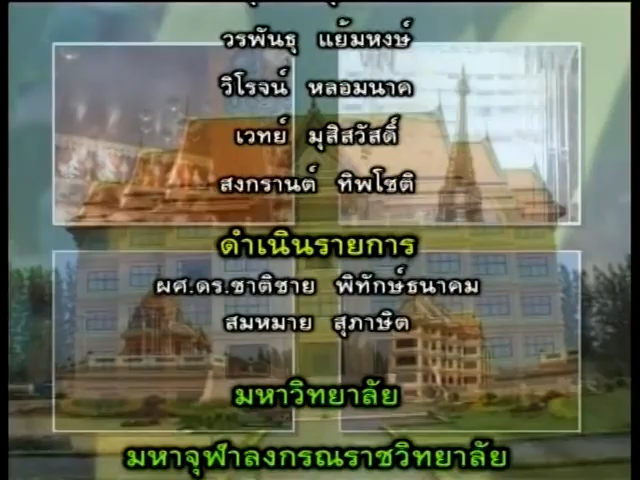 วรพันธุ แย้มหงษ์
วิโรจน์ หลอมนาค
เวทย์ มุสิสวัสดิ์
สงกรานต์ ทิพโชติ
ดำเนินรายการ
ผศ.ดร.ชาติชาย พิทักษ์ธนาคม
สมหมาย สุภาษิต
มหาวิทยาลัย
มหาจุฬาลงกรณราชวิทยาลัย